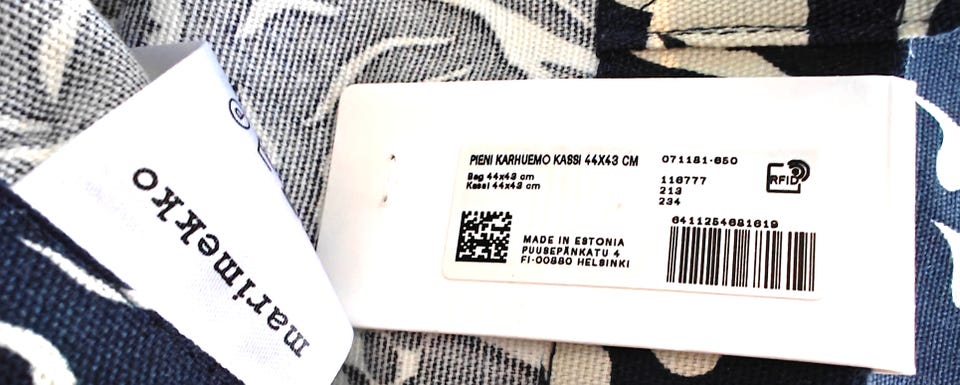 marimekko
®
PIENI KARHUEMO KASSI 44X43 CM
Bag 44x43 cm
Kassi 44x43 cm
MADE IN ESTONIA
PUUSEPÄNKATU 4
FI-00880 HELSINKI
071181-650
116777
213
234
RFID
6411254681619